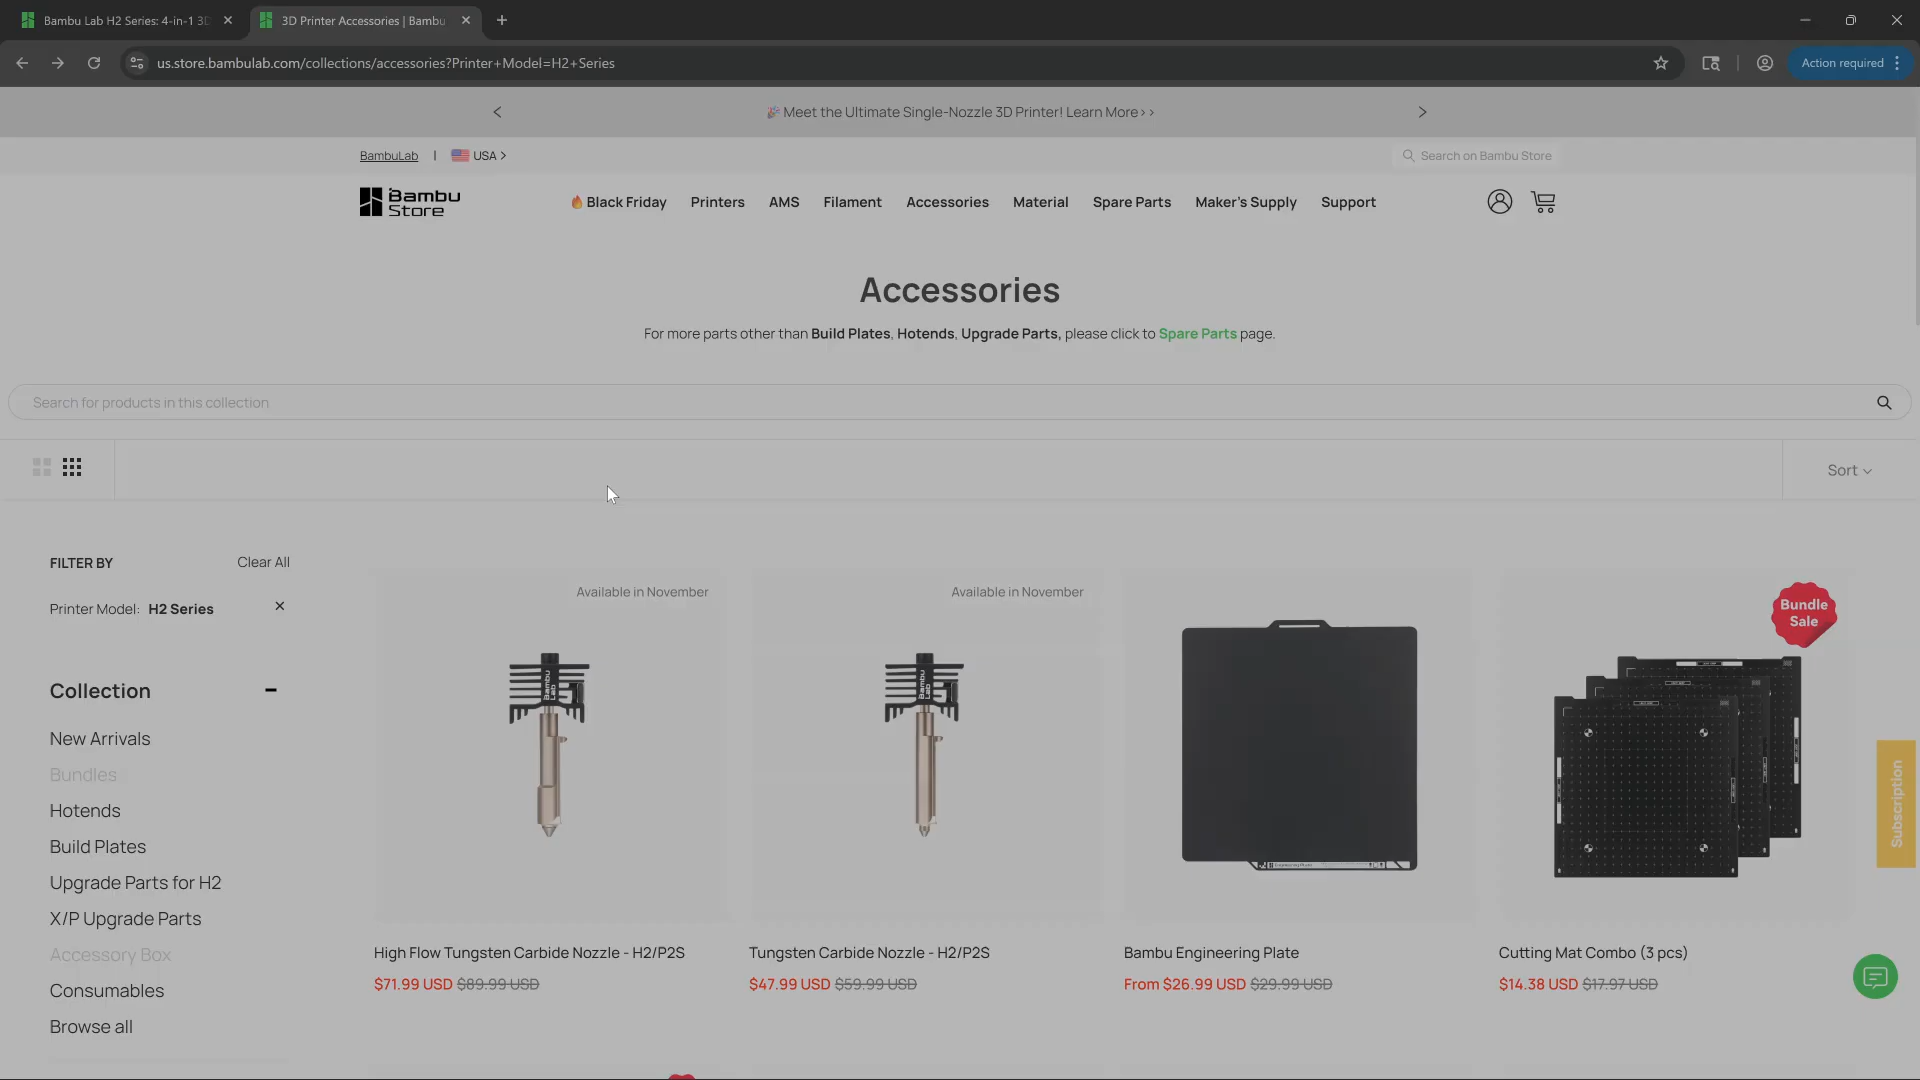 Bambu Lab H2 Series: 4-in-1 3D
3D Printer Accessories | Bambu
us.store.bambulab.com/collections/accessories?Printer+Model=H2+Series
Action required
🎉 Meet the Ultimate Single-Nozzle 3D Printer! Learn More>>
BambuLab | USA >
Search on Bambu Store
Bambu
Store
🔥 Black Friday Printers AMS Filament Accessories Material Spare Parts Maker's Supply Support
Accessories
For more parts other than Build Plates, Hotends, Upgrade Parts, please click to Spare Parts page.
Search for products in this collection
Sort
FILTER BY Clear All
Printer Model: H2 Series ✕
Collection
New Arrivals
Bundles
Hotends
Build Plates
Upgrade Parts for H2
X/P Upgrade Parts
Accessory Box
Consumables
Browse all
Available in November
Bambu
Lab
High Flow Tungsten Carbide Nozzle - H2/P2S
$71.99 USD $89.99 USD
Available in November
Bambu
Lab
Tungsten Carbide Nozzle - H2/P2S
$47.99 USD $59.99 USD
Bambu Engineering Plate
From $26.99 USD $29.99 USD
Bundle
Sale
Cutting Mat Combo (3 pcs)
$14.38 USD $17.97 USD
Subscription